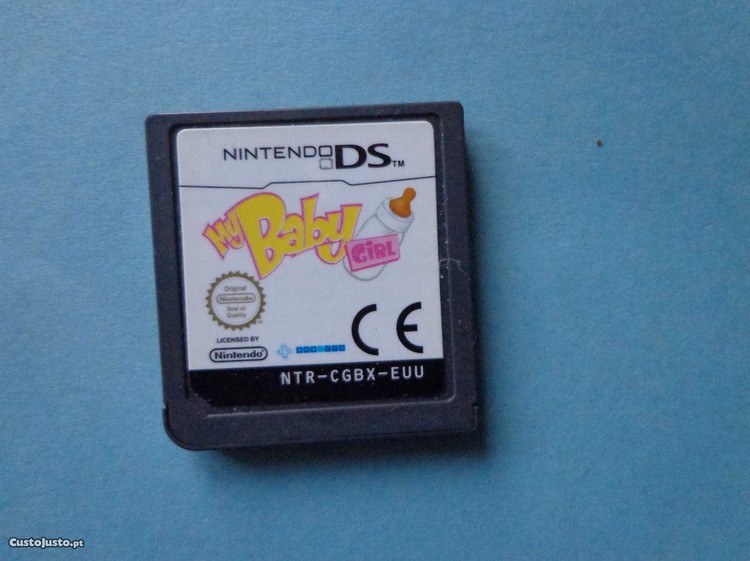 NINTENDO DS TM
My Baby
GIRL
Original
Nintendo
Seal of
Quality
TM
LICENSED BY
Nintendo
CE
NTR-CGBX-EUU
CustoJusto.pt